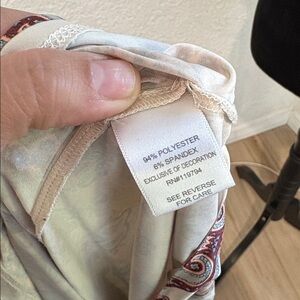 94% POLYESTER
6% SPANDEX
EXCLUSIVE OF DECORATION
RN#119794
SEE REVERSE
FOR CARE